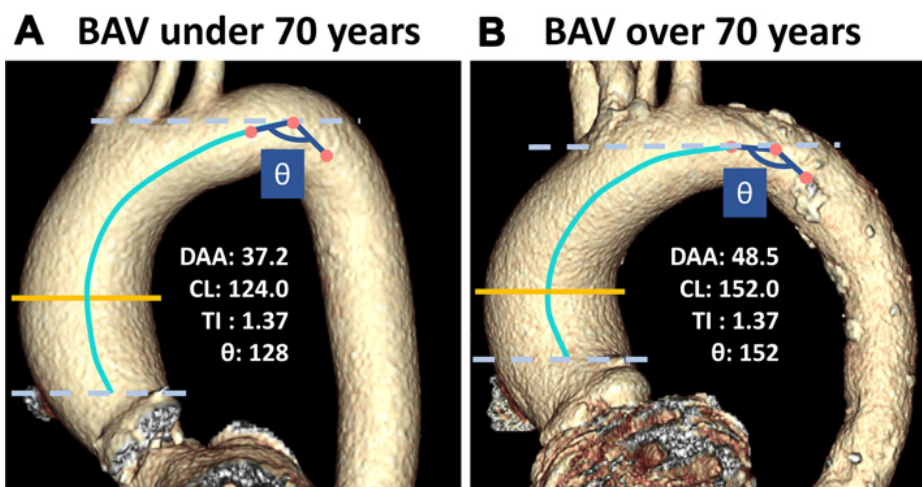 A BAV under 70 years
B BAV over 70 years
θ
DAA: 37.2
CL: 124.0
TI : 1.37
θ: 128
θ
DAA: 48.5
CL: 152.0
TI : 1.37
θ: 152